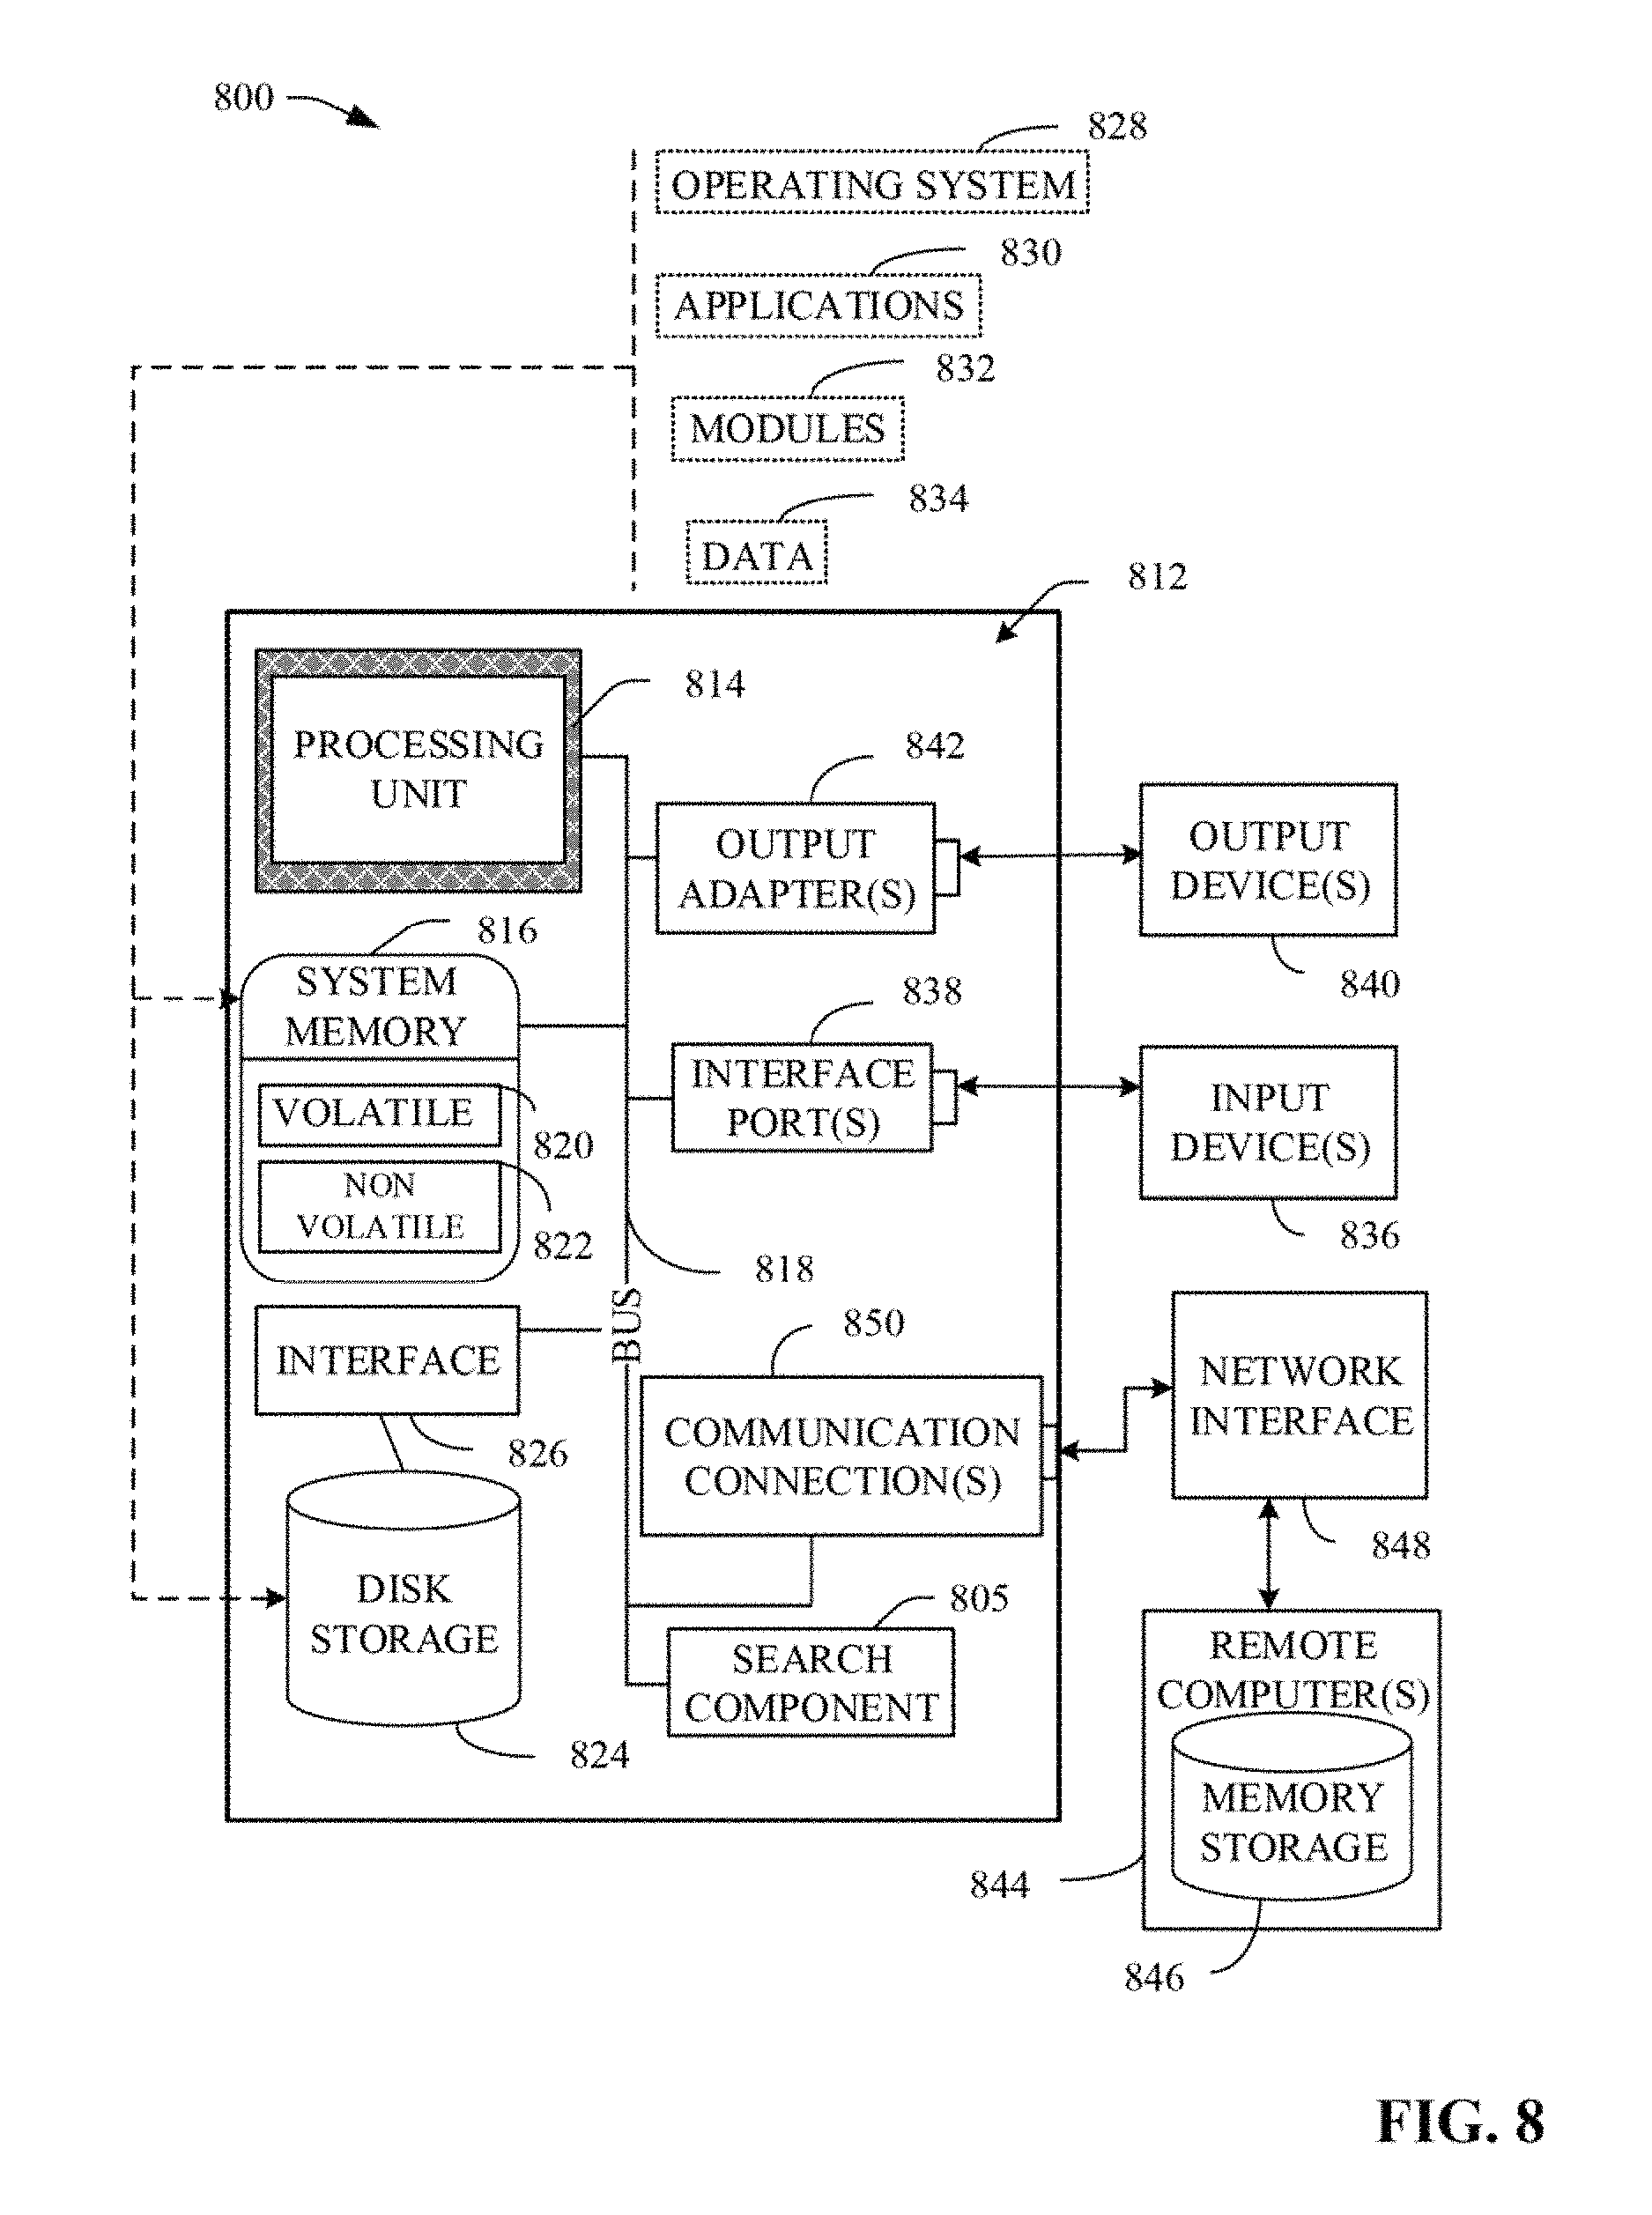 800
828
OPERATING SYSTEM
830
APPLICATIONS
832
MODULES
834
DATA
812
PROCESSING
UNIT
814
842
OUTPUT
ADAPTER(S)
OUTPUT
DEVICE(S)
840
816
SYSTEM
MEMORY
VOLATILE
820
NON
VOLATILE
822
838
INTERFACE
PORT(S)
INPUT
DEVICE(S)
836
818
BUS
INTERFACE
826
850
COMMUNICATION
CONNECTION(S)
NETWORK
INTERFACE
848
DISK
STORAGE
824
805
SEARCH
COMPONENT
REMOTE
COMPUTER(S)
MEMORY
STORAGE
844
846
FIG. 8